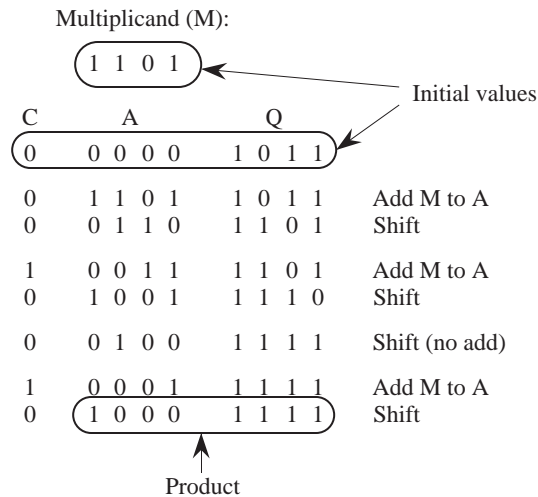 Multiplicand (M):
1 1 0 1
Initial values
C A Q
0 0 0 0 0 1 0 1 1
0 1 1 0 1 1 0 1 1 Add M to A
0 0 1 1 0 1 1 0 1 Shift
1 0 0 1 1 1 1 0 1 Add M to A
0 1 0 0 1 1 1 1 0 Shift
0 0 1 0 0 1 1 1 1 Shift (no add)
1 0 0 0 1 1 1 1 1 Add M to A
0 1 0 0 0 1 1 1 1 Shift
Product